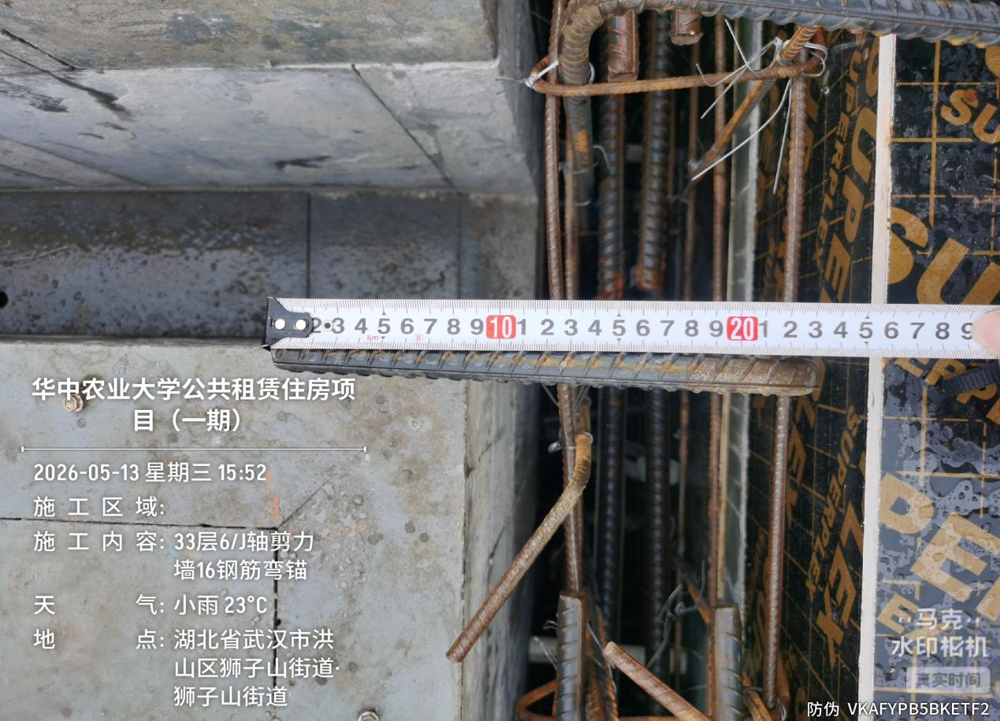 2 3 4 5 6 7 8 9 10 1 2 3 4 5 6 7 8 9 20 1 2 3 4 5 6 7 8 9
5m
华中农业大学公共租赁住房项
目（一期）
2026-05-13 星期三 15:52
施工区域:
施工内容: 33层6/J轴剪力
墙16钢筋弯锚
天气: 小雨 23°C
地点: 湖北省武汉市洪
山区狮子山街道·
狮子山街道
SU
SUPE
SU
SUPERPLEX
马克
水印相机
真实时间
防伪 VKAFYPB5BKETF2